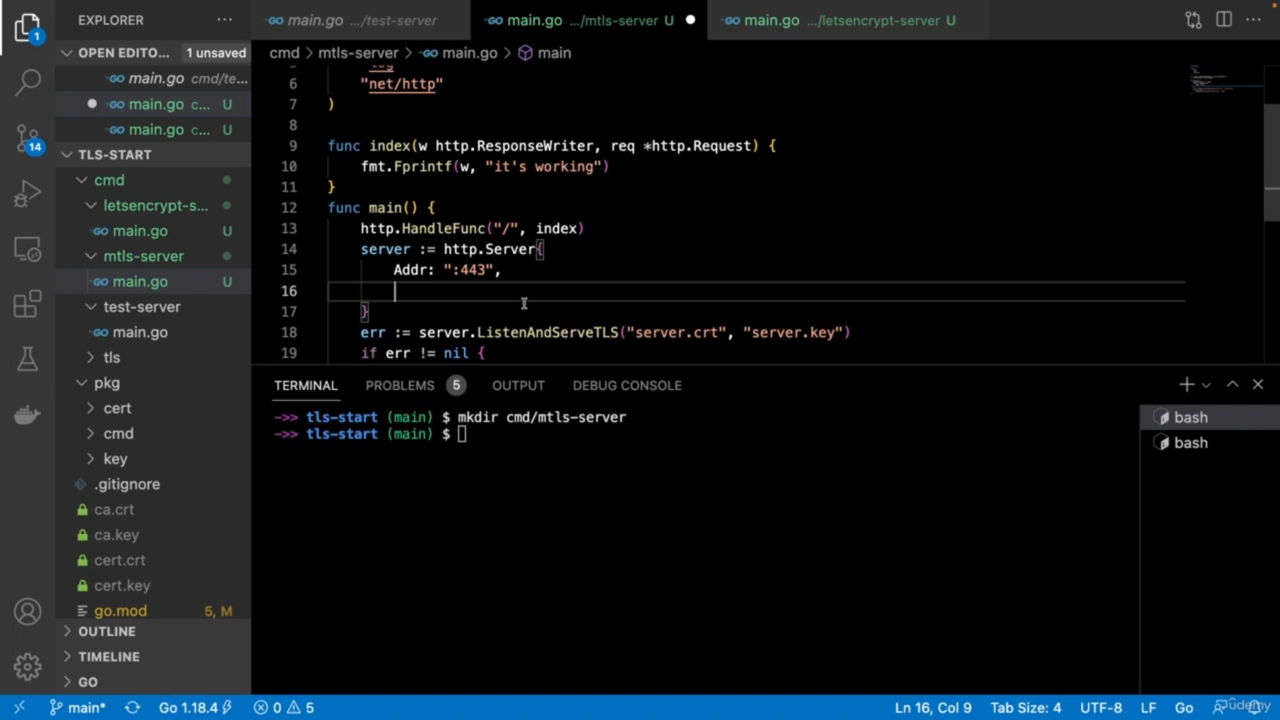 EXPLORER
main.go .../test-server
main.go .../mtls-server U
main.go .../letsencrypt-server U
1
OPEN EDITO... 1 unsaved
cmd > mtls-server > main.go > main
main.go cmd/te...
main.go c... U
main.go c... U
TLS-START
cmd
letsencrypt-s...
main.go U
mtls-server
main.go U
test-server
main.go
tls
pkg
cert
cmd
key
.gitignore
ca.crt
ca.key
cert.crt
cert.key
go.mod 5, M
OUTLINE
TIMELINE
GO
14
6 "net/http"
7 )
8
9 func index(w http.ResponseWriter, req *http.Request) {
10 fmt.Fprintf(w, "it's working")
11 }
12 func main() {
13 http.HandleFunc("/", index)
14 server := http.Server{
15 Addr: ":443",
16
17 }
18 err := server.ListenAndServeTLS("server.crt", "server.key")
19 if err != nil {
TERMINAL PROBLEMS 5 OUTPUT DEBUG CONSOLE
->> tls-start (main) $ mkdir cmd/mtls-server
->> tls-start (main) $
bash
bash
main* Go 1.18.4 0 5 Ln 16, Col 9 Tab Size: 4 UTF-8 LF Go
Udemy